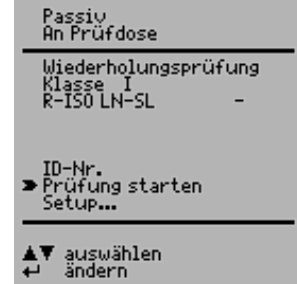 Passiv
An Prüfdose
Wiederholungsprüfung
Klasse I
R-ISO LN-SL -
ID-Nr.
Prüfung starten
Setup...
▲▼ auswählen
↵ ändern